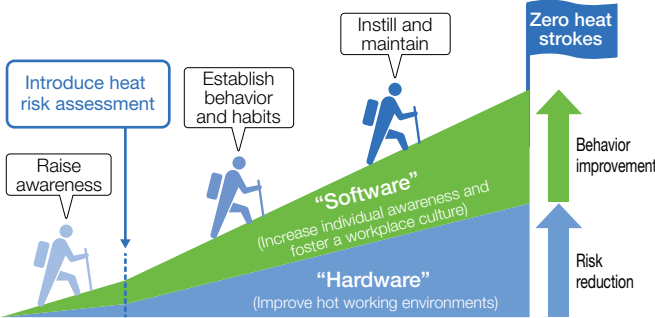 Zero heat
strokes
Instill and
maintain
Introduce heat
risk assessment
Establish
behavior
and habits
Raise
awareness
Behavior
improvement
“Software”
(Increase individual awareness and
foster a workplace culture)
“Hardware”
(Improve hot working environments)
Risk
reduction